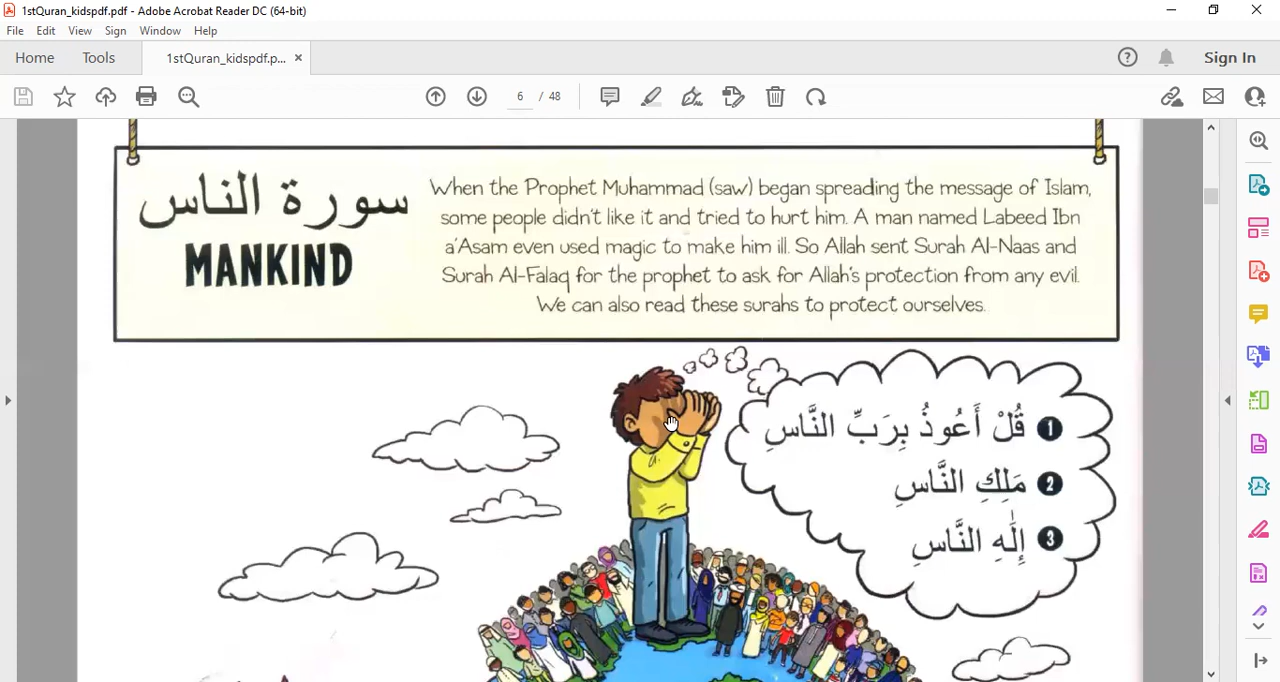 1stQuran_kidspdf.pdf - Adobe Acrobat Reader DC (64-bit)
File Edit View Sign Window Help
Home Tools 1stQuran_kidspdf.p... × Sign In
6 / 48
سورة الناس
MANKIND
When the Prophet Muhammad (saw) began spreading the message of Islam,
some people didn't like it and tried to hurt him. A man named Labeed Ibn
a'Asam even used magic to make him ill. So Allah sent Surah Al-Naas and
Surah Al-Falaq for the prophet to ask for Allah's protection from any evil.
We can also read these surahs to protect ourselves.
1 قُلْ أَعُوذُ بِرَبِّ النَّاسِ
2 مَلِكِ النَّاسِ
3 إِلَٰهِ النَّاسِ